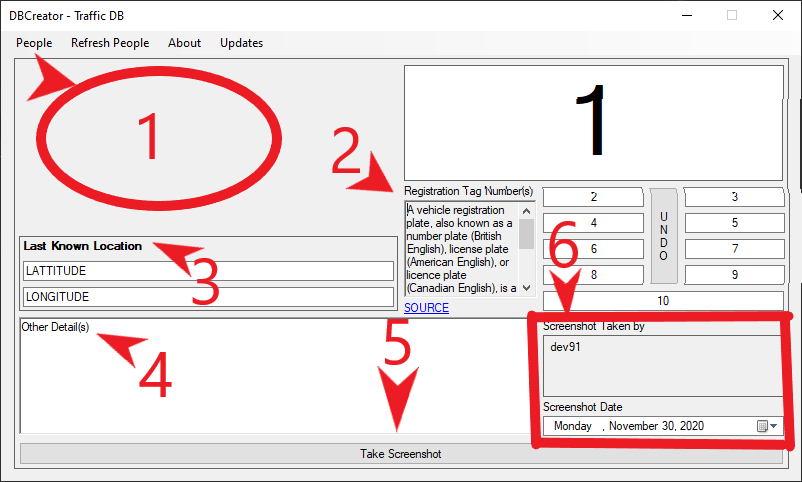 DBCreator - Traffic DB
People Refresh People About Updates
1
1
2
Registration Tag Number(s)
A vehicle registration
plate, also known as a
number plate (British
English), license plate
(American English), or
licence plate
(Canadian English), is a
SOURCE
2 3
4 5
6 7
8 9
10
UNDO
Last Known Location
3
LATTITUDE
LONGITUDE
Other Detail(s)
4
5
6
Screenshot Taken by
dev91
Screenshot Date
Monday , November 30, 2020
Take Screenshot